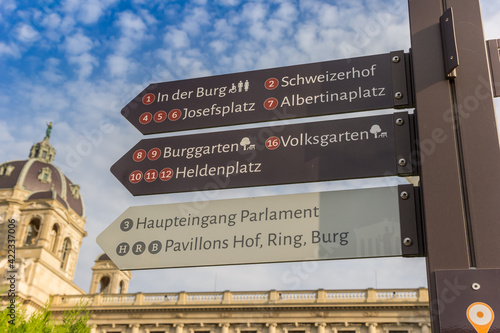 1 In der Burg 2 Schweizerhof
4 5 6 Josefsplatz 7 Albertinaplatz
8 9 Burggarten 16 Volksgarten
10 11 12 Heldenplatz
3 Haupteingang Parlament
H R B Pavillons Hof, Ring, Burg
#422337006